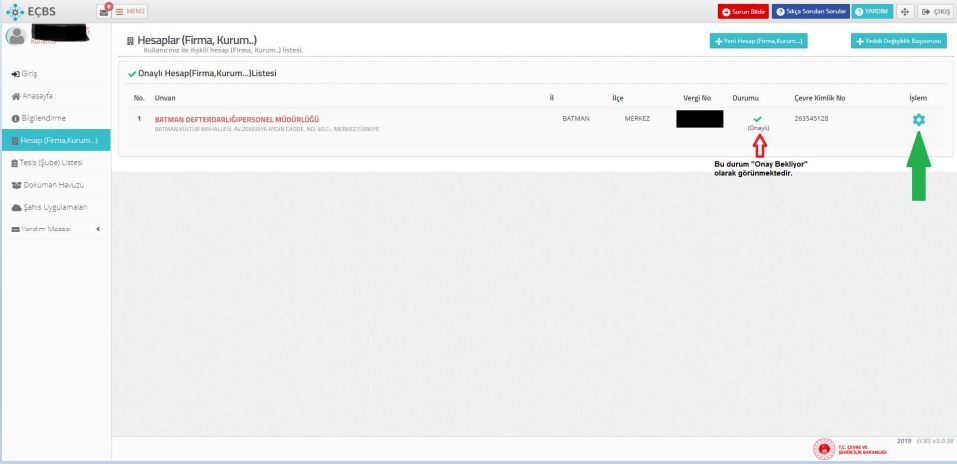 EÇBS
0
MENÜ
Sorun Bildir
Sıkça Sorulan Sorular
YARDIM
ÇIKIŞ
Kullanıcı
Giriş
Anasayfa
Bilgilendirme
Hesap (Firma,Kurum...)
Tesis (Şube) Listesi
Doküman Havuzu
Şahıs Uygulamaları
Yardım Masası
Hesaplar (Firma, Kurum..)
Kullanıcınız ile ilişkili hesap (Firma, Kurum..) listesi.
Yeni Hesap (Firma,Kurum...)
Yetkili Değişiklik Başvurusu
Onaylı Hesap(Firma,Kurum...)Listesi
No. Unvan İl İlçe Vergi No Durumu Çevre Kimlik No İşlem
1 BATMAN DEFTERDARLIĞIPERSONEL MÜDÜRLÜĞÜ BATMAN MERKEZ 263545128
BATMAN,KÜLTÜR MAHALLESİ, AV.ZEKERİYA AYDIN CADDE, NO: 40 C-, MERKEZ,TÜRKİYE
(Onaylı)
Bu durum "Onay Bekliyor"
olarak görünmektedir.
T.C. ÇEVRE VE
ŞEHİRCİLİK BAKANLIĞI
2019 ECBS v3.0.38